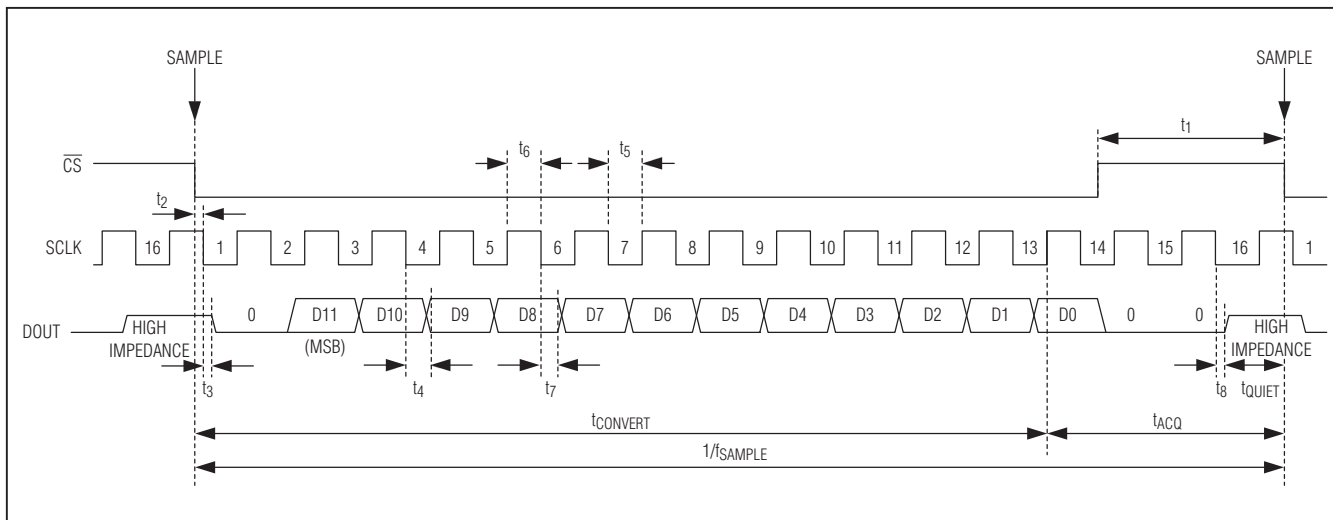 SAMPLE SAMPLE
t1
CS
t6 t5
t2
SCLK 16 1 2 3 4 5 6 7 8 9 10 11 12 13 14 15 16 1
DOUT HIGH IMPEDANCE 0 D11 D10 D9 D8 D7 D6 D5 D4 D3 D2 D1 D0 0 0 HIGH IMPEDANCE
(MSB)
t3 t4 t7 t8 tQUIET
tCONVERT tACQ
1/fSAMPLE